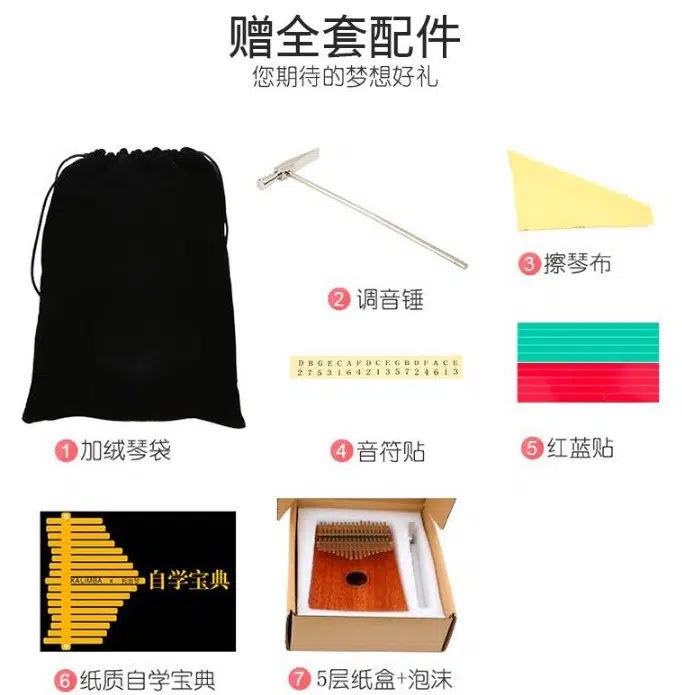 赠全套配件
您期待的梦想好礼
1 加绒琴袋
2 调音锤
3 擦琴布
D B G E C A F D C E G B D F A C E
2 7 5 3 1 6 4 2 1 3 5 7 2 4 6 1 3
4 音符贴
5 红蓝贴
KALIMBA
自学宝典
6 纸质自学宝典
7 5层纸盒+泡沫